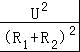 U²
(R₁+R₂)²